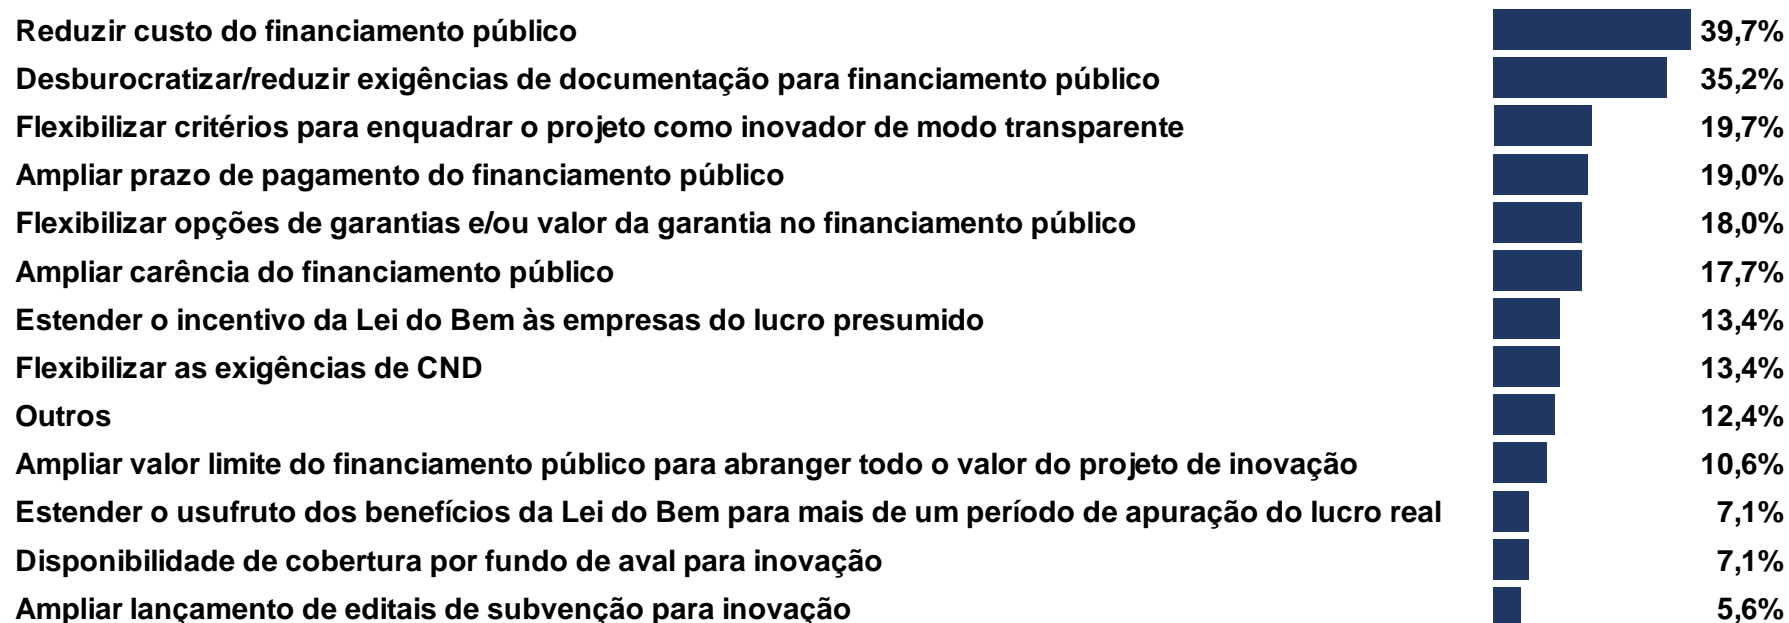 Reduzir custo do financiamento público 39,7%
Desburocratizar/reduzir exigências de documentação para financiamento público 35,2%
Flexibilizar critérios para enquadrar o projeto como inovador de modo transparente 19,7%
Ampliar prazo de pagamento do financiamento público 19,0%
Flexibilizar opções de garantias e/ou valor da garantia no financiamento público 18,0%
Ampliar carência do financiamento público 17,7%
Estender o incentivo da Lei do Bem às empresas do lucro presumido 13,4%
Flexibilizar as exigências de CND 13,4%
Outros 12,4%
Ampliar valor limite do financiamento público para abranger todo o valor do projeto de inovação 10,6%
Estender o usufruto dos benefícios da Lei do Bem para mais de um período de apuração do lucro real 7,1%
Disponibilidade de cobertura por fundo de aval para inovação 7,1%
Ampliar lançamento de editais de subvenção para inovação 5,6%